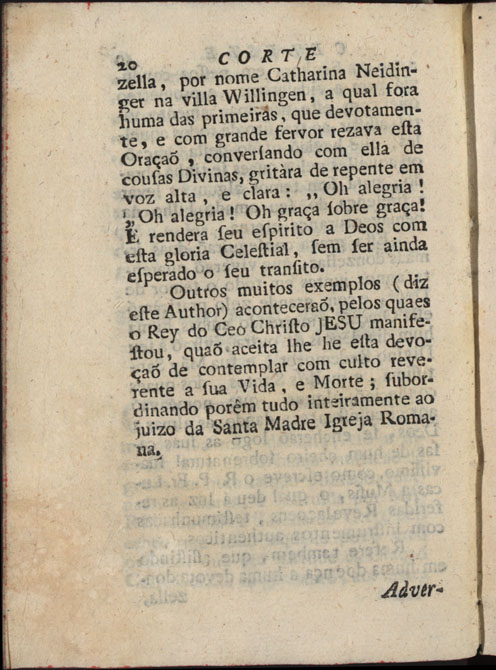 20 CORTE
zella, por nome Catharina Neidin-
ger na villa Willingen, a qual fora
huma das primeiras, que devotamen-
te, e com grande fervor rezava eſta
Oraçaõ, converſando com ella de
couſas Divinas, gritàra de repente em
voz alta, e clara: ,, Oh alegria!
,, Oh alegria! Oh graça ſobre graça!
E rendera ſeu eſpirito a Deos com
eſta gloria Celeſtial, ſem ſer ainda
eſperado o ſeu tranſito.
Outros muitos exemplos (diz
eſte Author) aconteceraõ, pelos quaes
o Rey do Ceo Chriſto JESU manife-
ſtou, quaõ aceita lhe he eſta devo-
çaõ de contemplar com culto reve-
rente a ſua Vida, e Morte; ſubor-
dinando porêm tudo inteiramente ao
juizo da Santa Madre Igreja Roma-
na.
Adver-